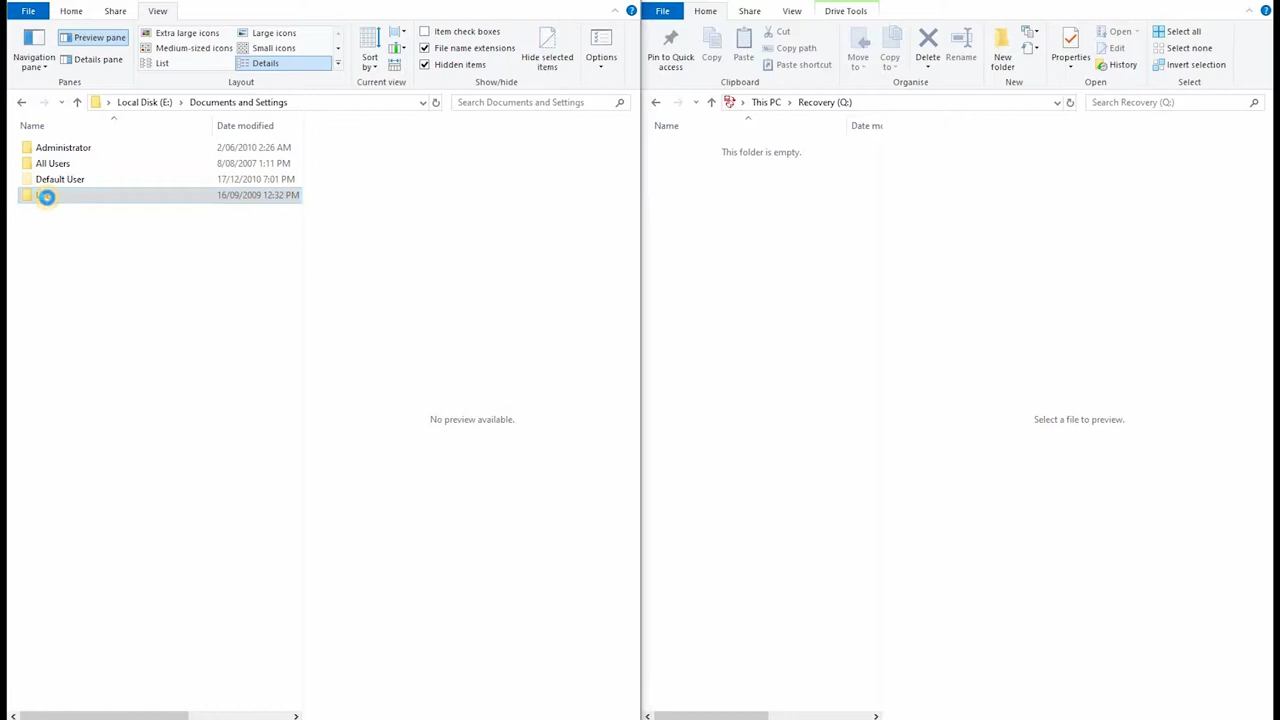 File Home Share View
Preview pane
Navigation pane
Details pane
Panes
Extra large icons
Large icons
Medium-sized icons
Small icons
List
Details
Layout
Sort by
Current view
Item check boxes
File name extensions
Hidden items
Hide selected items
Show/hide
Options
Local Disk (E:) Documents and Settings
Search Documents and Settings
Name Date modified
Administrator 2/06/2010 2:26 AM
All Users 8/08/2007 1:11 PM
Default User 17/12/2010 7:01 PM
16/09/2009 12:32 PM
No preview available.
File Home Share View Drive Tools
Pin to Quick access
Copy
Paste
Cut
Copy path
Paste shortcut
Clipboard
Move to
Copy to
Delete
Rename
Organise
New folder
New
Properties
Open
Edit
History
Open
Select all
Select none
Invert selection
Select
This PC Recovery (Q:)
Search Recovery (Q:)
Name Date mo
This folder is empty.
Select a file to preview.